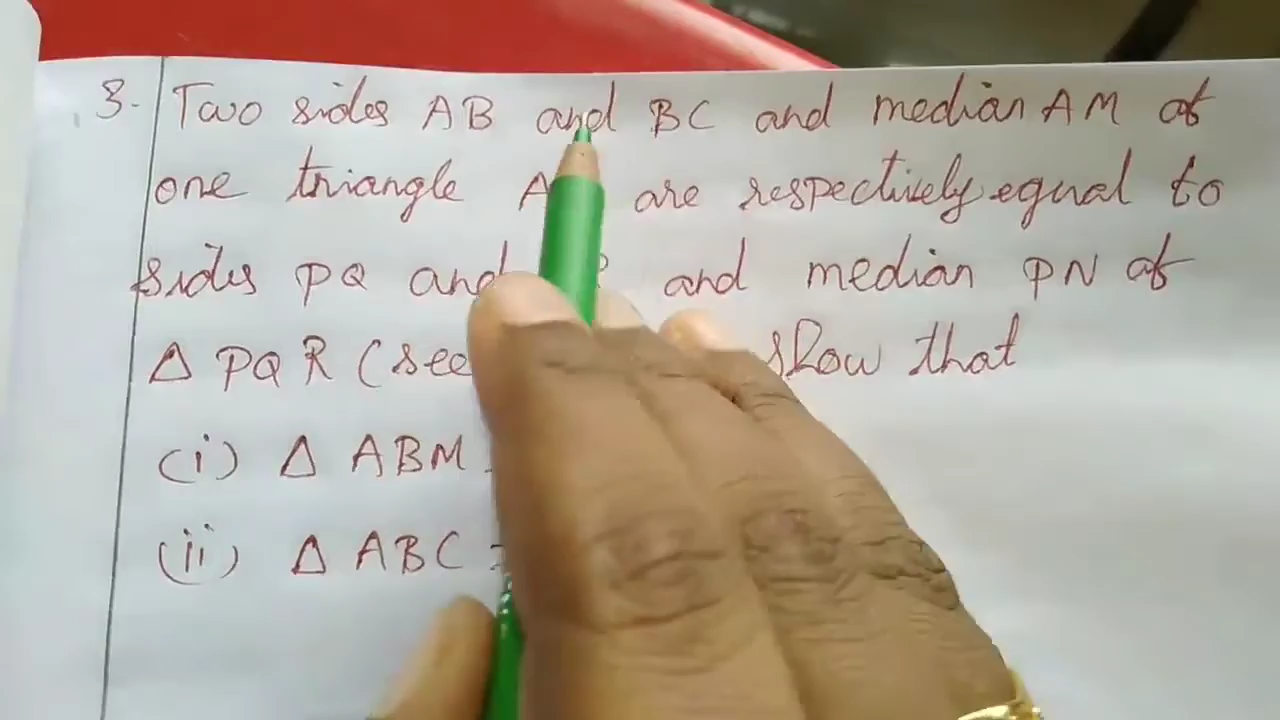 3. Two sides AB and BC and median AM of
one triangle A are respectively equal to
sides PQ and and median PN of
Δ PQR (see show that
(i) Δ ABM
(ii) Δ ABC